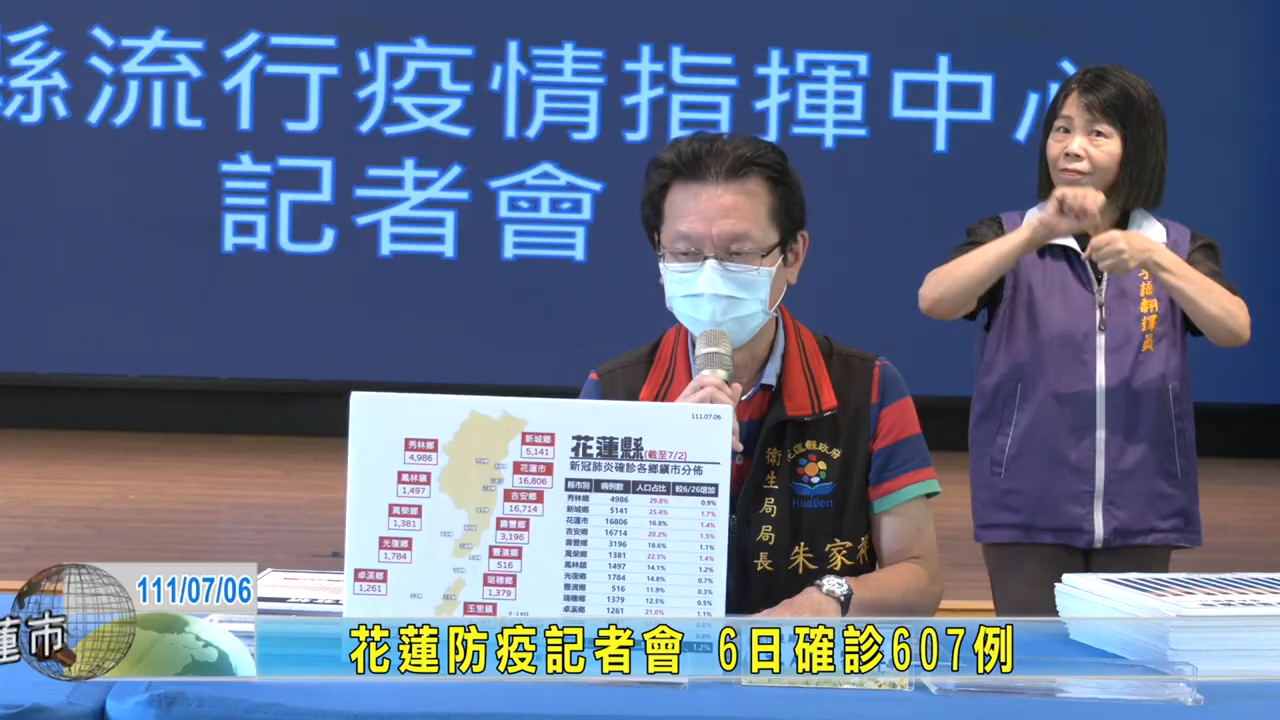 縣流行疫情指揮中心
記者會
手語翻譯員
111.07.06
花蓮縣(截至7/2)
新冠肺炎確診各鄉鎮市分佈
秀林鄉
4,986
鳳林鎮
1,497
萬榮鄉
1,381
光復鄉
1,784
卓溪鄉
1,261
新城鄉
5,141
花蓮市
16,806
吉安鄉
16,714
壽豐鄉
3,196
豐濱鄉
516
瑞穗鄉
1,379
玉里鎮
縣市別 病例數 人口占比 較6/26增加
秀林鄉 4986 29.8% 0.9%
新城鄉 5141 25.4% 1.7%
花蓮市 16806 16.8% 1.4%
吉安鄉 16714 20.2% 1.5%
壽豐鄉 3196 18.6% 1.1%
萬榮鄉 1381 22.5% 1.4%
鳳林鎮 1497 14.1% 1.2%
光復鄉 1784 14.8% 0.7%
豐濱鄉 516 11.9% 0.3%
瑞穗鄉 1379 12.5% 0.5%
卓溪鄉 1261 21.0% 1.1%
花蓮縣政府
Hualien
衛生局局長
朱家祥
蓮市
111/07/06
花蓮防疫記者會 6日確診607例